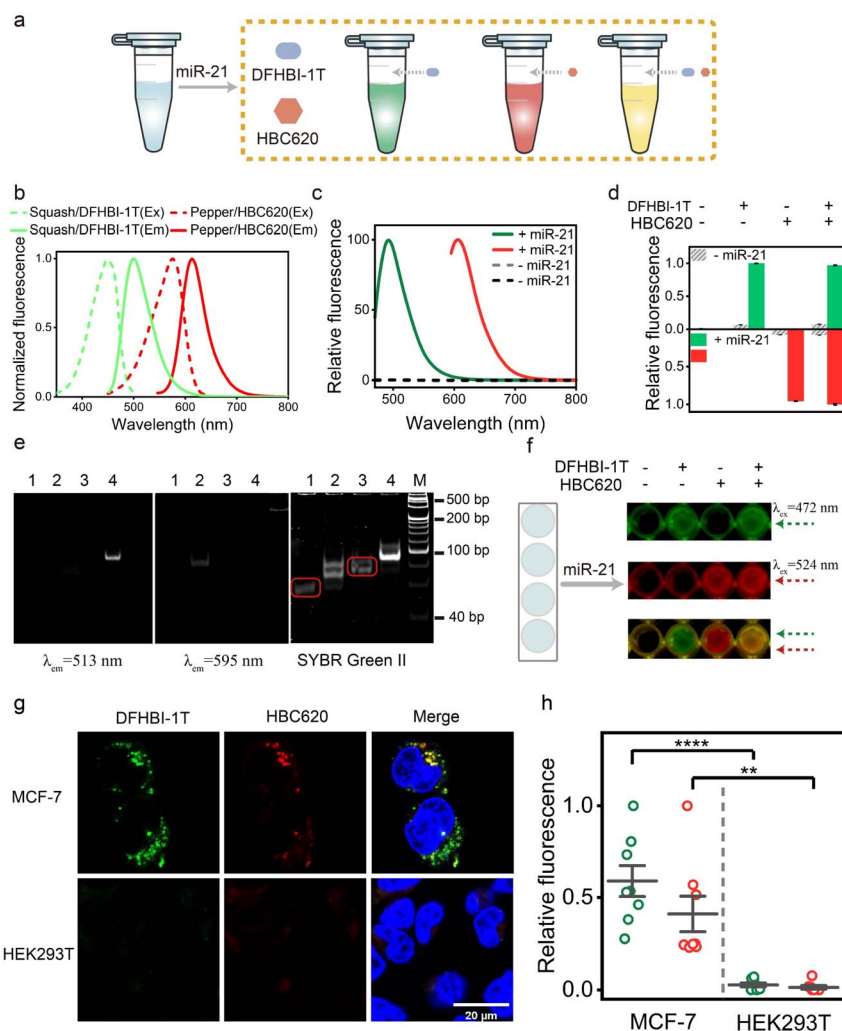 a
miR-21
DFHBI-1T
HBC620
b
Squash/DFHBI-1T(Ex) Pepper/HBC620(Ex)
Squash/DFHBI-1T(Em) Pepper/HBC620(Em)
Normalized fluorescence
1.0
0.5
0.0
400 500 600 700 800
Wavelength (nm)
c
Relative fluorescence
100
50
0
+ miR-21
+ miR-21
- miR-21
- miR-21
500 600 700 800
Wavelength (nm)
d
DFHBI-1T - + - +
HBC620 - - + +
Relative fluorescence
1.0
0.5
0.0
0.5
1.0
- miR-21
+ miR-21
e
1 2 3 4 1 2 3 4 1 2 3 4 M
500 bp
200 bp
100 bp
40 bp
λem=513 nm λem=595 nm SYBR Green II
f
DFHBI-1T - + - +
HBC620 - - + +
miR-21
λex=472 nm
λex=524 nm
g
DFHBI-1T HBC620 Merge
MCF-7
HEK293T
20 μm
h
Relative fluorescence
1.0
0.5
0.0
****
**
MCF-7 HEK293T